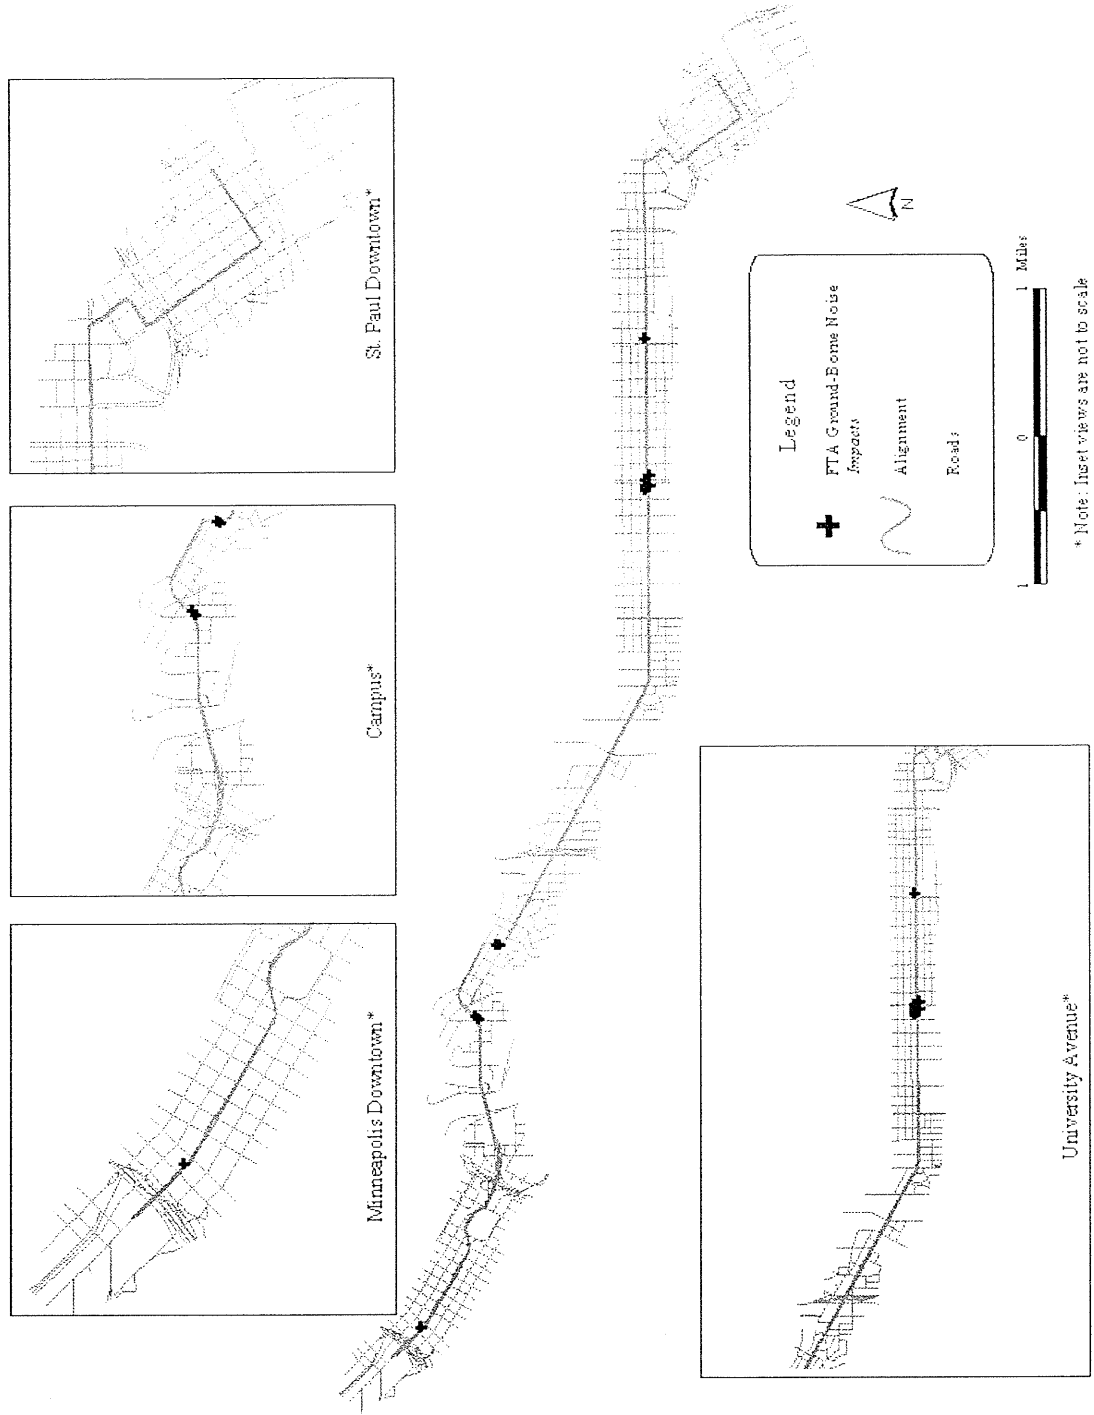 Minneapolis Downtown*
Campus*
St. Paul Downtown*
University Avenue*
Legend
FTA Ground-Borne Noise
Impacts
Alignment
Roads
N
1 0 1 Miles
* Note: Inset views are not to scale